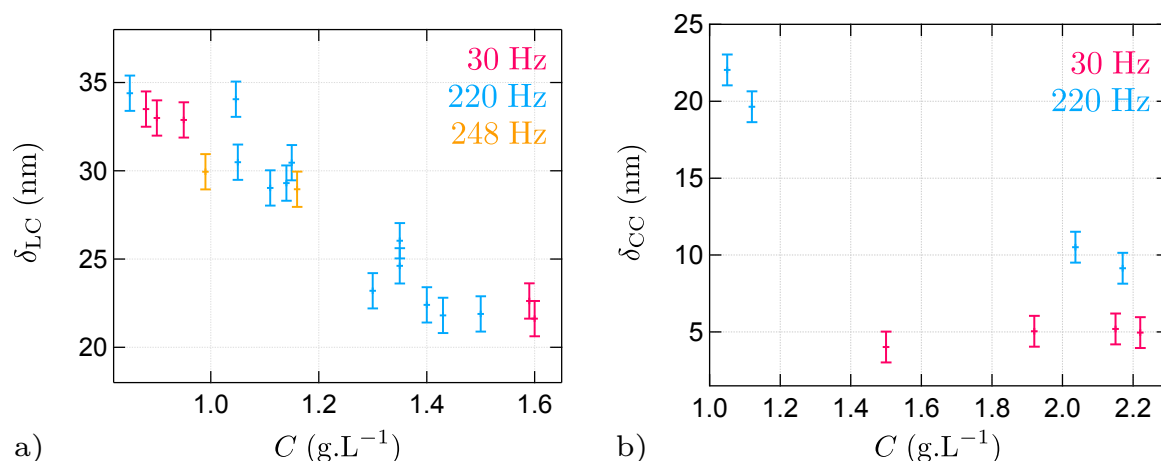 30 Hz
220 Hz
248 Hz
35
30
25
20
δLC (nm)
1.0 1.2 1.4 1.6
C (g.L−1)
a)
30 Hz
220 Hz
25
20
15
10
5
δCC (nm)
1.0 1.2 1.4 1.6 1.8 2.0 2.2
C (g.L−1)
b)